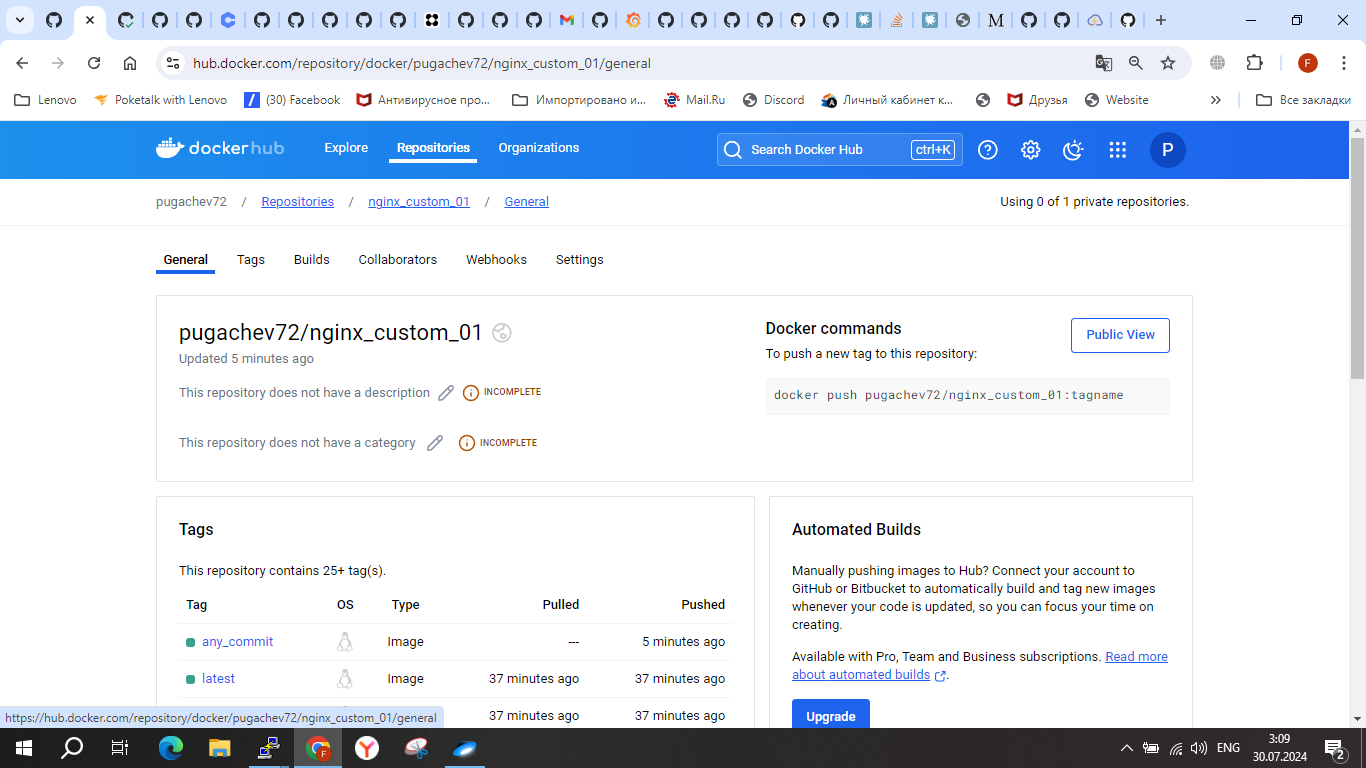 hub.docker.com/repository/docker/pugachev72/nginx_custom_01/general
F
Lenovo
Poketalk with Lenovo
(30) Facebook
Антивирусное про...
Импортировано и...
Mail.Ru
Discord
Личный кабинет к...
Друзья
Website
»
Все закладки
dockerhub
Explore
Repositories
Organizations
Search Docker Hub
ctrl+K
P
pugachev72 / Repositories / nginx_custom_01 / General
Using 0 of 1 private repositories.
General
Tags
Builds
Collaborators
Webhooks
Settings
pugachev72/nginx_custom_01
Updated 5 minutes ago
This repository does not have a description
INCOMPLETE
This repository does not have a category
INCOMPLETE
Docker commands
Public View
To push a new tag to this repository:
docker push pugachev72/nginx_custom_01:tagname
Tags
This repository contains 25+ tag(s).
Tag OS Type Pulled Pushed
any_commit Image --- 5 minutes ago
latest Image 37 minutes ago 37 minutes ago
37 minutes ago 37 minutes ago
Automated Builds
Manually pushing images to Hub? Connect your account to
GitHub or Bitbucket to automatically build and tag new images
whenever your code is updated, so you can focus your time on
creating.
Available with Pro, Team and Business subscriptions. Read more
about automated builds.
Upgrade
https://hub.docker.com/repository/docker/pugachev72/nginx_custom_01/general
ENG
3:09
30.07.2024
2